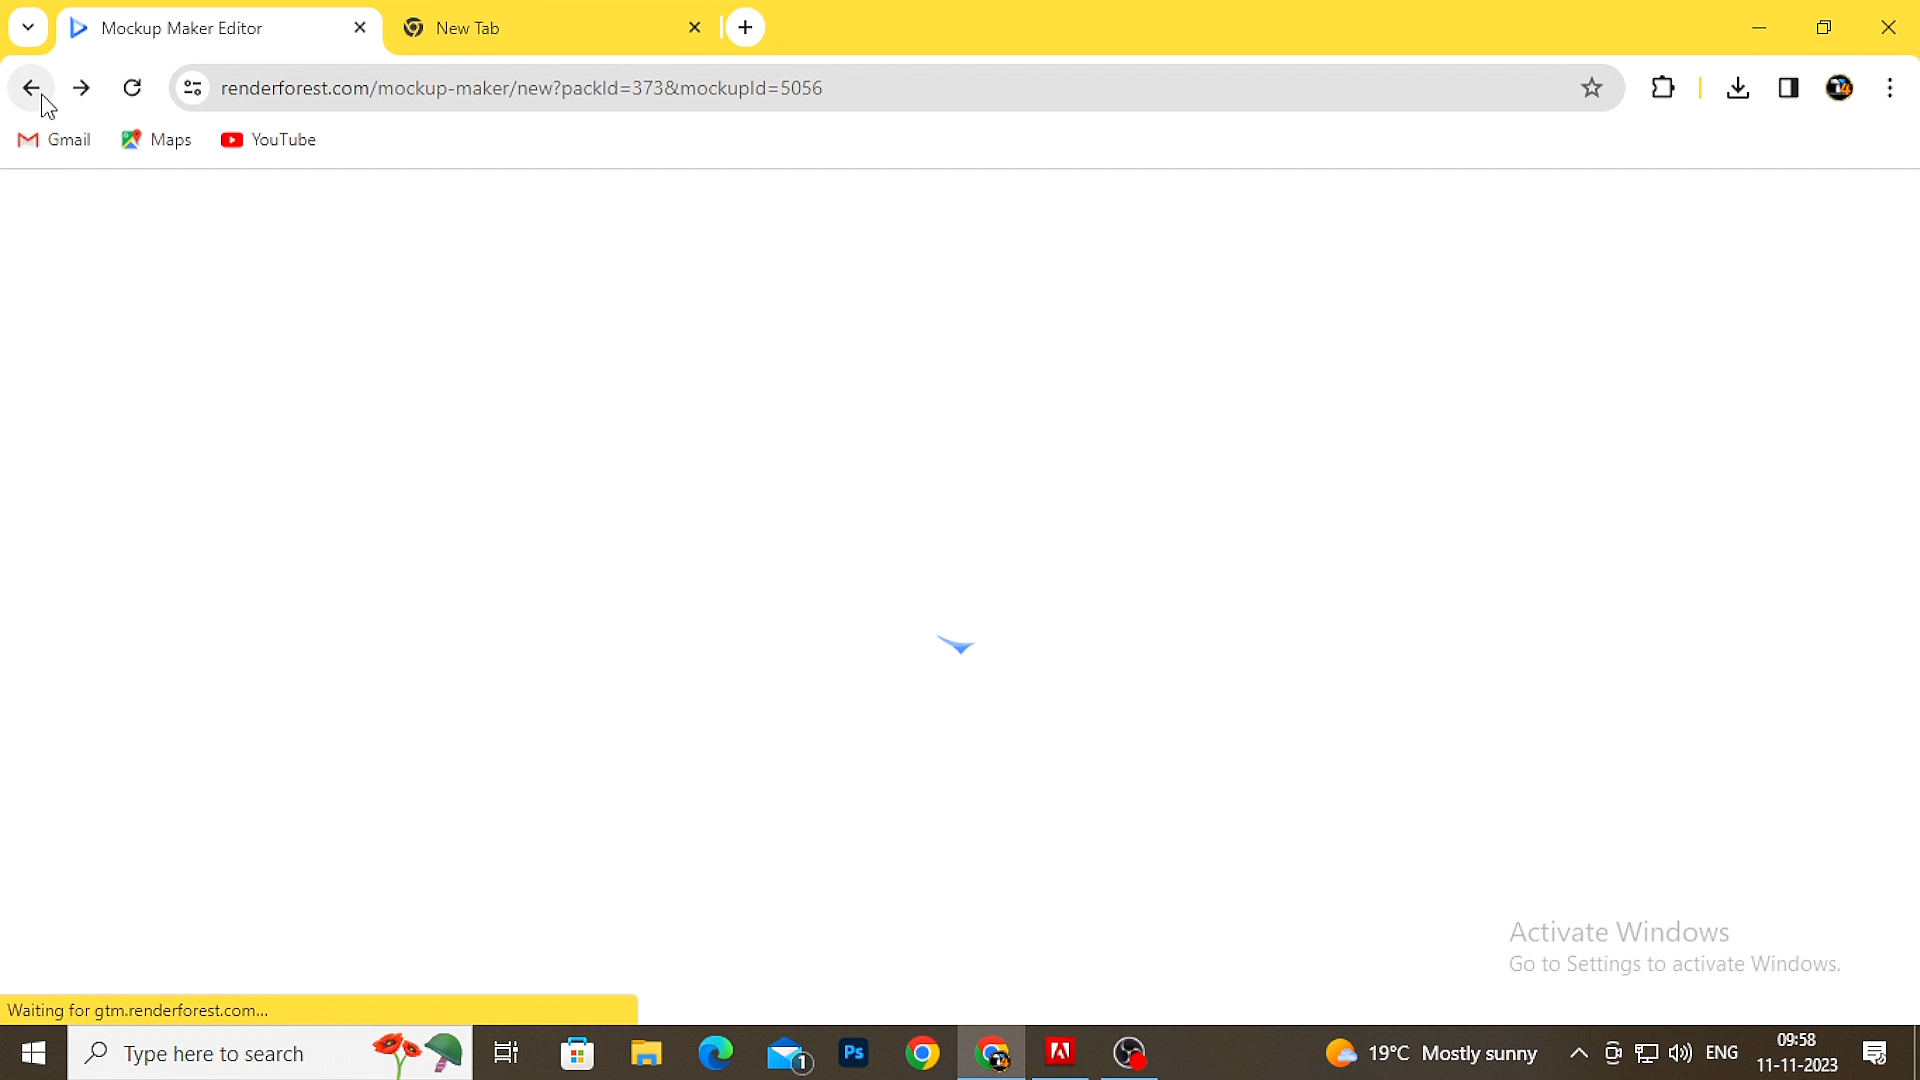 Mockup Maker Editor
New Tab
renderforest.com/mockup-maker/new?packId=373&mockupId=5056
Gmail
Maps
YouTube
Activate Windows
Go to Settings to activate Windows.
Waiting for gtm.renderforest.com...
Type here to search
1
Ps
19°C Mostly sunny
ENG
09:58
11-11-2023